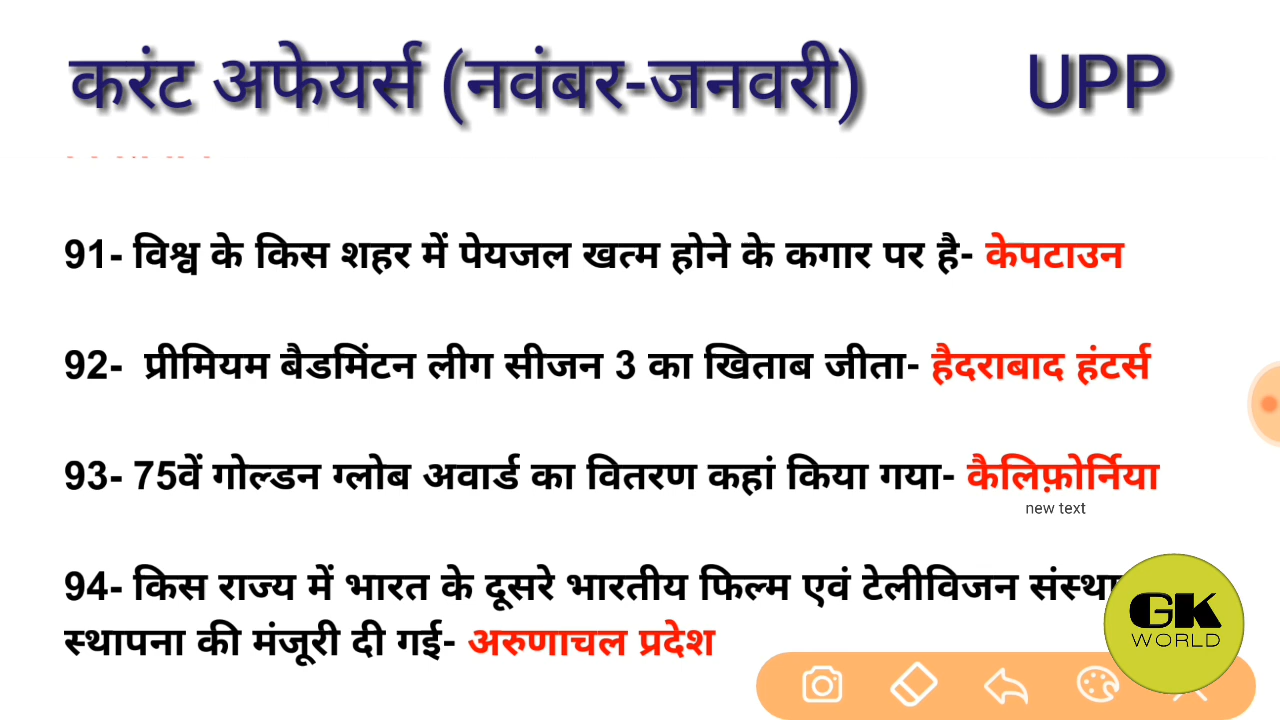 करंट अफेयर्स (नवंबर-जनवरी) UPP
91- विश्व के किस शहर में पेयजल खत्म होने के कगार पर है- केपटाउन
92- प्रीमियम बैडमिंटन लीग सीजन 3 का खिताब जीता- हैदराबाद हंटर्स
93- 75वें गोल्डन ग्लोब अवार्ड का वितरण कहां किया गया- कैलिफ़ोर्निया
new text
94- किस राज्य में भारत के दूसरे भारतीय फिल्म एवं टेलीविजन
स्थापना की मंजूरी दी गई- अरुणाचल प्रदेश
GK
WORLD